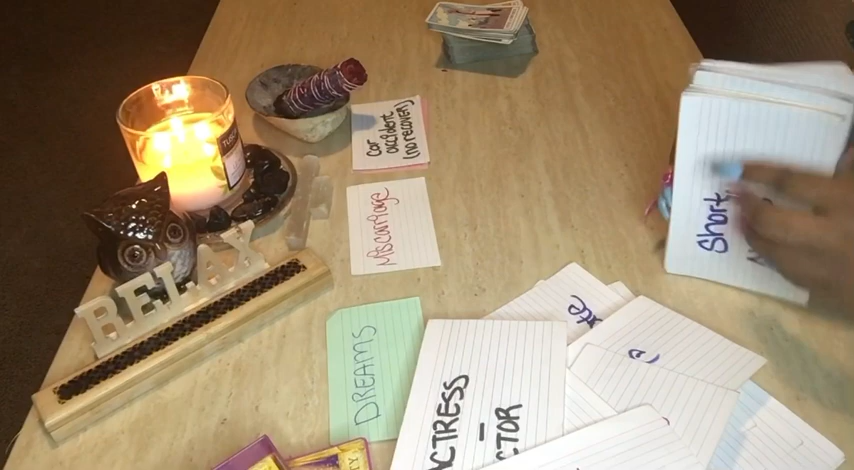 Car
accident
(no recovery)
Miscarriage
Short
RELAX
DREAMS
ACTRESS
-
ACTOR